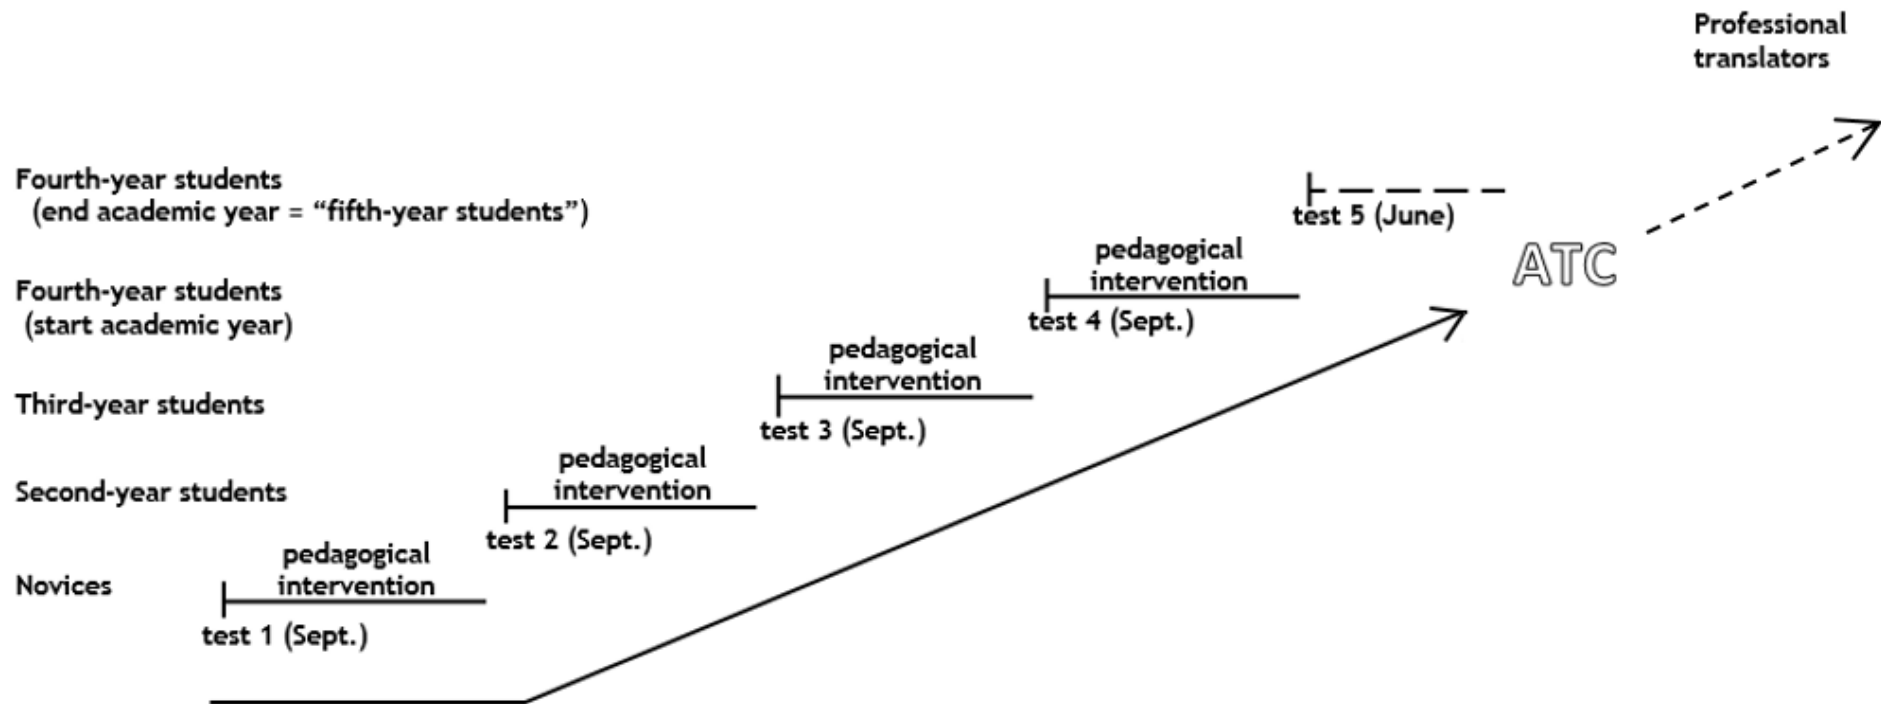 Professional
translators
Fourth-year students
(end academic year = “fifth-year students”)
test 5 (June)
ATC
Fourth-year students
(start academic year)
pedagogical
intervention
test 4 (Sept.)
Third-year students
pedagogical
intervention
test 3 (Sept.)
Second-year students
pedagogical
intervention
test 2 (Sept.)
Novices
pedagogical
intervention
test 1 (Sept.)